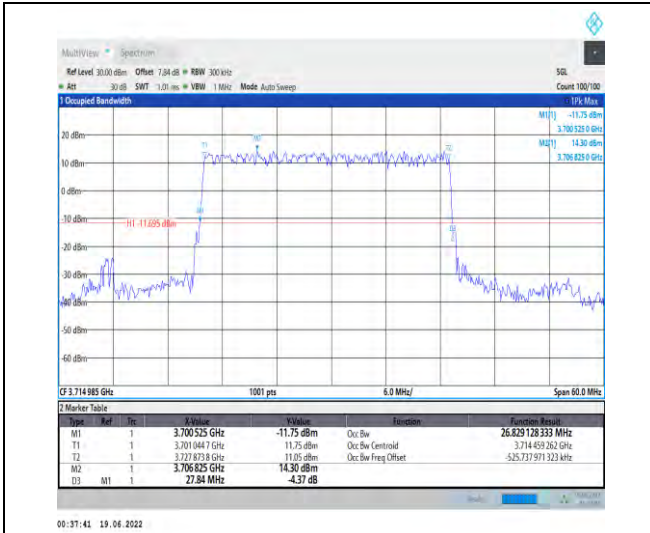 MultiView Spectrum
Ref Level 30.00 dBm Offset 7.84 dB RBW 300 kHz SGL
Att 30 dB SWT 1.01 ms VBW 1 MHz Mode Auto Sweep Count 100/100
1 Occupied Bandwidth 1Pk Max
M1[1] -11.75 dBm
3.700 525 0 GHz
20 dBm M2[1] 14.30 dBm
3.706 825 0 GHz
T1 M2 T2
10 dBm
0 dBm
-10 dBm M1
H1 -11.695 dBm
D3
-20 dBm
-30 dBm
-40 dBm
-50 dBm
-60 dBm
CF 3.714 985 GHz 1001 pts 6.0 MHz/ Span 60.0 MHz
2 Marker Table
Type Ref Trc X-Value Y-Value Function Function Result
M1 1 3.700 525 GHz -11.75 dBm Occ Bw 26.829 128 333 MHz
T1 1 3.701 044 7 GHz 11.75 dBm Occ Bw Centroid 3.714 459 262 GHz
T2 1 3.727 873 8 GHz 11.05 dBm Occ Bw Freq Offset -525.737 971 323 kHz
M2 1 3.706 825 GHz 14.30 dBm
D3 M1 1 27.84 MHz -4.37 dB
00:37:41 19.06.2022